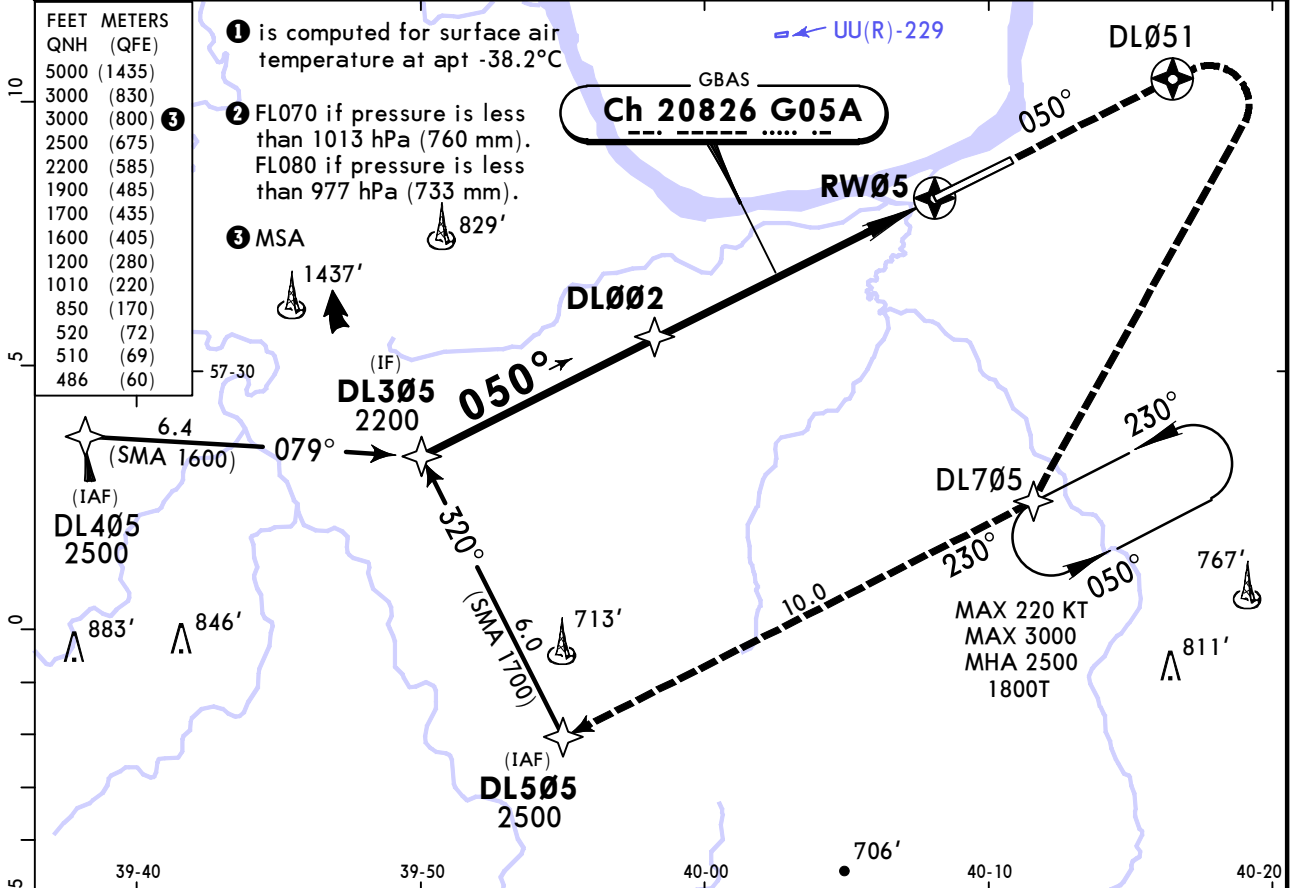 FEET METERS
QNH (QFE)
5000 (1435)
3000 (830)
3000 (800) ❸
2500 (675)
2200 (585)
1900 (485)
1700 (435)
1600 (405)
1200 (280)
1010 (220)
850 (170)
520 (72)
510 (69)
486 (60)
❶ is computed for surface air
temperature at apt -38.2°C
❷ FL070 if pressure is less
than 1013 hPa (760 mm).
FL080 if pressure is less
than 977 hPa (733 mm).
❸ MSA
UU(R)-229
DLØ51
GBAS
Ch 20826 G05A
050°
RWØ5
829'
1437'
DLØØ2
10
5
0
5
57-30
(IF)
DL3Ø5
2200
050°
6.4
(SMA 1600)
079°
(IAF)
DL4Ø5
2500
320°
6.0
(SMA 1700)
230°
DL7Ø5
230°
050°
10.0
767'
713'
883'
846'
MAX 220 KT
MAX 3000
MHA 2500
1800T
811'
(IAF)
DL5Ø5
2500
706'
39-40
39-50
40-00
40-10
40-20